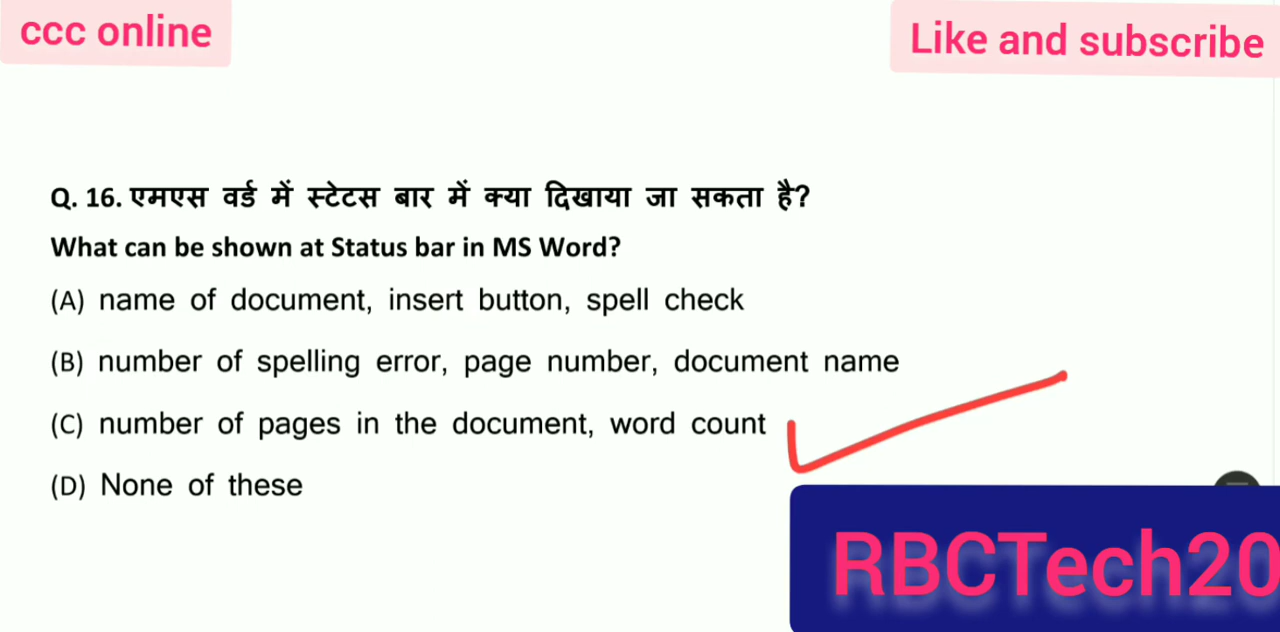 ccc online
Like and subscribe
Q. 16. एमएस वर्ड में स्टेटस बार में क्या दिखाया जा सकता है?
What can be shown at Status bar in MS Word?
(A) name of document, insert button, spell check
(B) number of spelling error, page number, document name
(C) number of pages in the document, word count
(D) None of these
RBCTech20